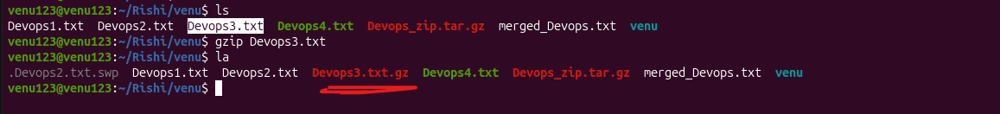 venu123@venu123:~/Rishi/venu$ ls
Devops1.txt  Devops2.txt  Devops3.txt  Devops4.txt  Devops_zip.tar.gz  merged_Devops.txt  venu
venu123@venu123:~/Rishi/venu$ gzip Devops3.txt
venu123@venu123:~/Rishi/venu$ la
.Devops2.txt.swp  Devops1.txt  Devops2.txt  Devops3.txt.gz  Devops4.txt  Devops_zip.tar.gz  merged_Devops.txt  venu
venu123@venu123:~/Rishi/venu$